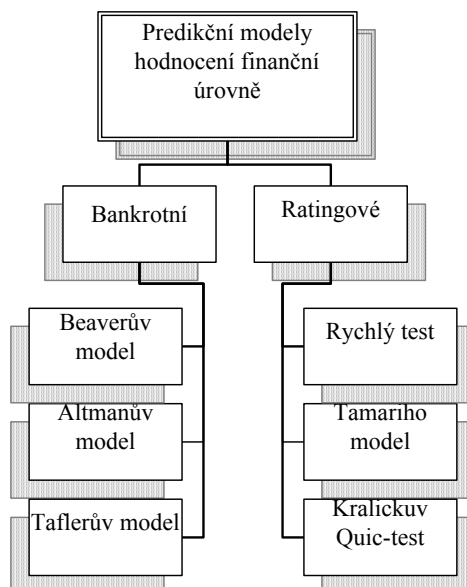 Predikční modely
hodnocení finanční
úrovně
Bankrotní
Ratingové
Beaverův
model
Rychlý test
Altmanův
model
Tamariho
model
Taflerův model
Kralickuv
Quic-test